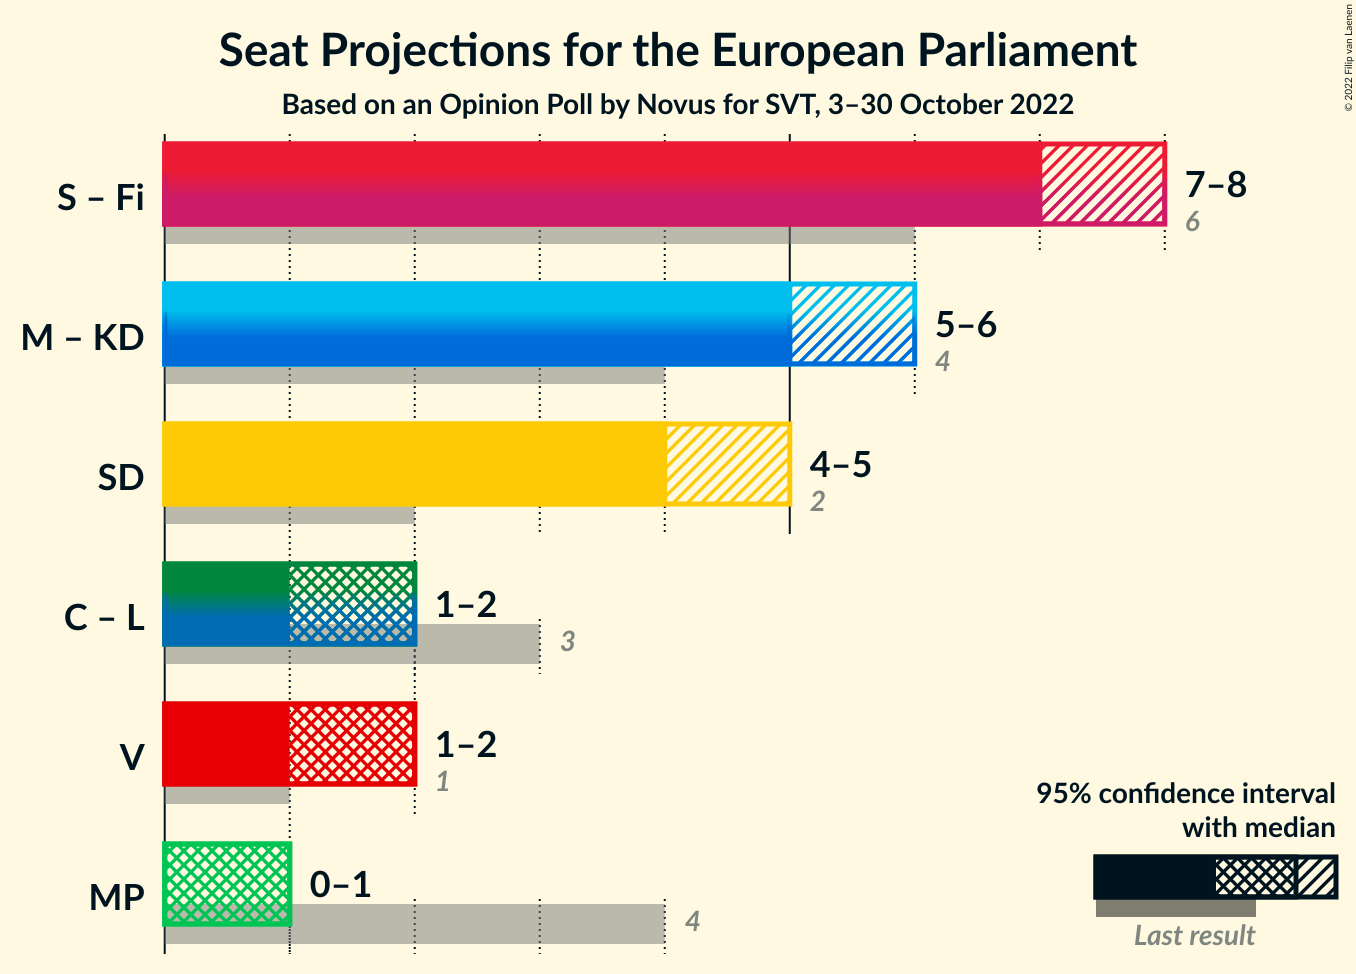 Seat Projections for the European Parliament
Based on an Opinion Poll by Novus for SVT, 3–30 October 2022
© 2022 Filip van Laenen
S – Fi
7–8
6
M – KD
5–6
4
SD
4–5
2
C – L
1–2
3
V
1–2
1
MP
0–1
4
95% confidence interval
with median
Last result